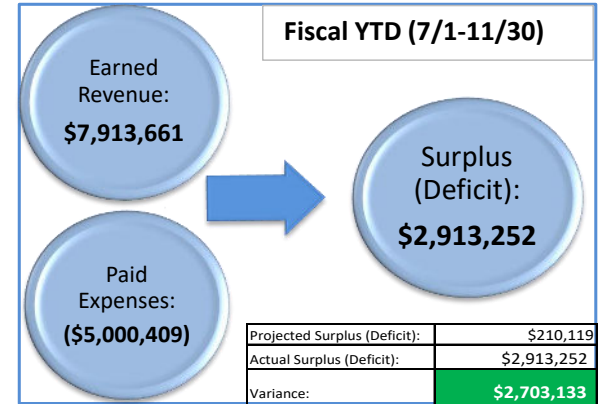 Fiscal YTD (7/1-11/30)
Earned
Revenue:
$7,913,661
Surplus
(Deficit):
$2,913,252
Paid
Expenses:
($5,000,409)
Projected Surplus (Deficit): $210,119
Actual Surplus (Deficit): $2,913,252
Variance: $2,703,133